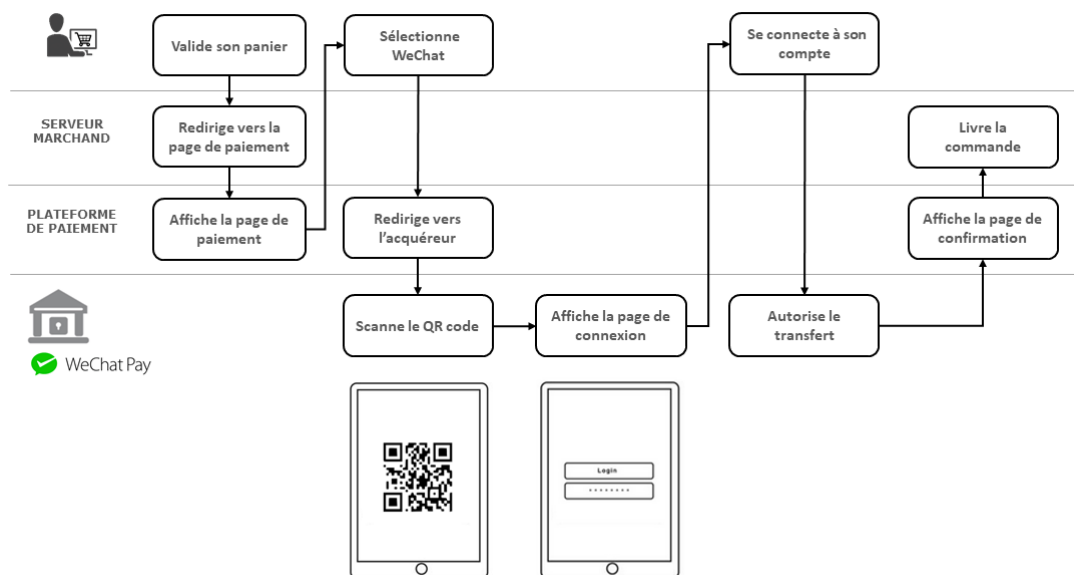 Valide son panier
Sélectionne
WeChat
Se connecte à son
compte
SERVEUR
MARCHAND
Redirige vers la
page de paiement
Livre la
commande
PLATEFORME
DE PAIEMENT
Affiche la page de
paiement
Redirige vers
l’acquéreur
Affiche la page de
confirmation
Scanne le QR code
Affiche la page de
connexion
Autorise le
transfert
WeChat Pay
Login
********